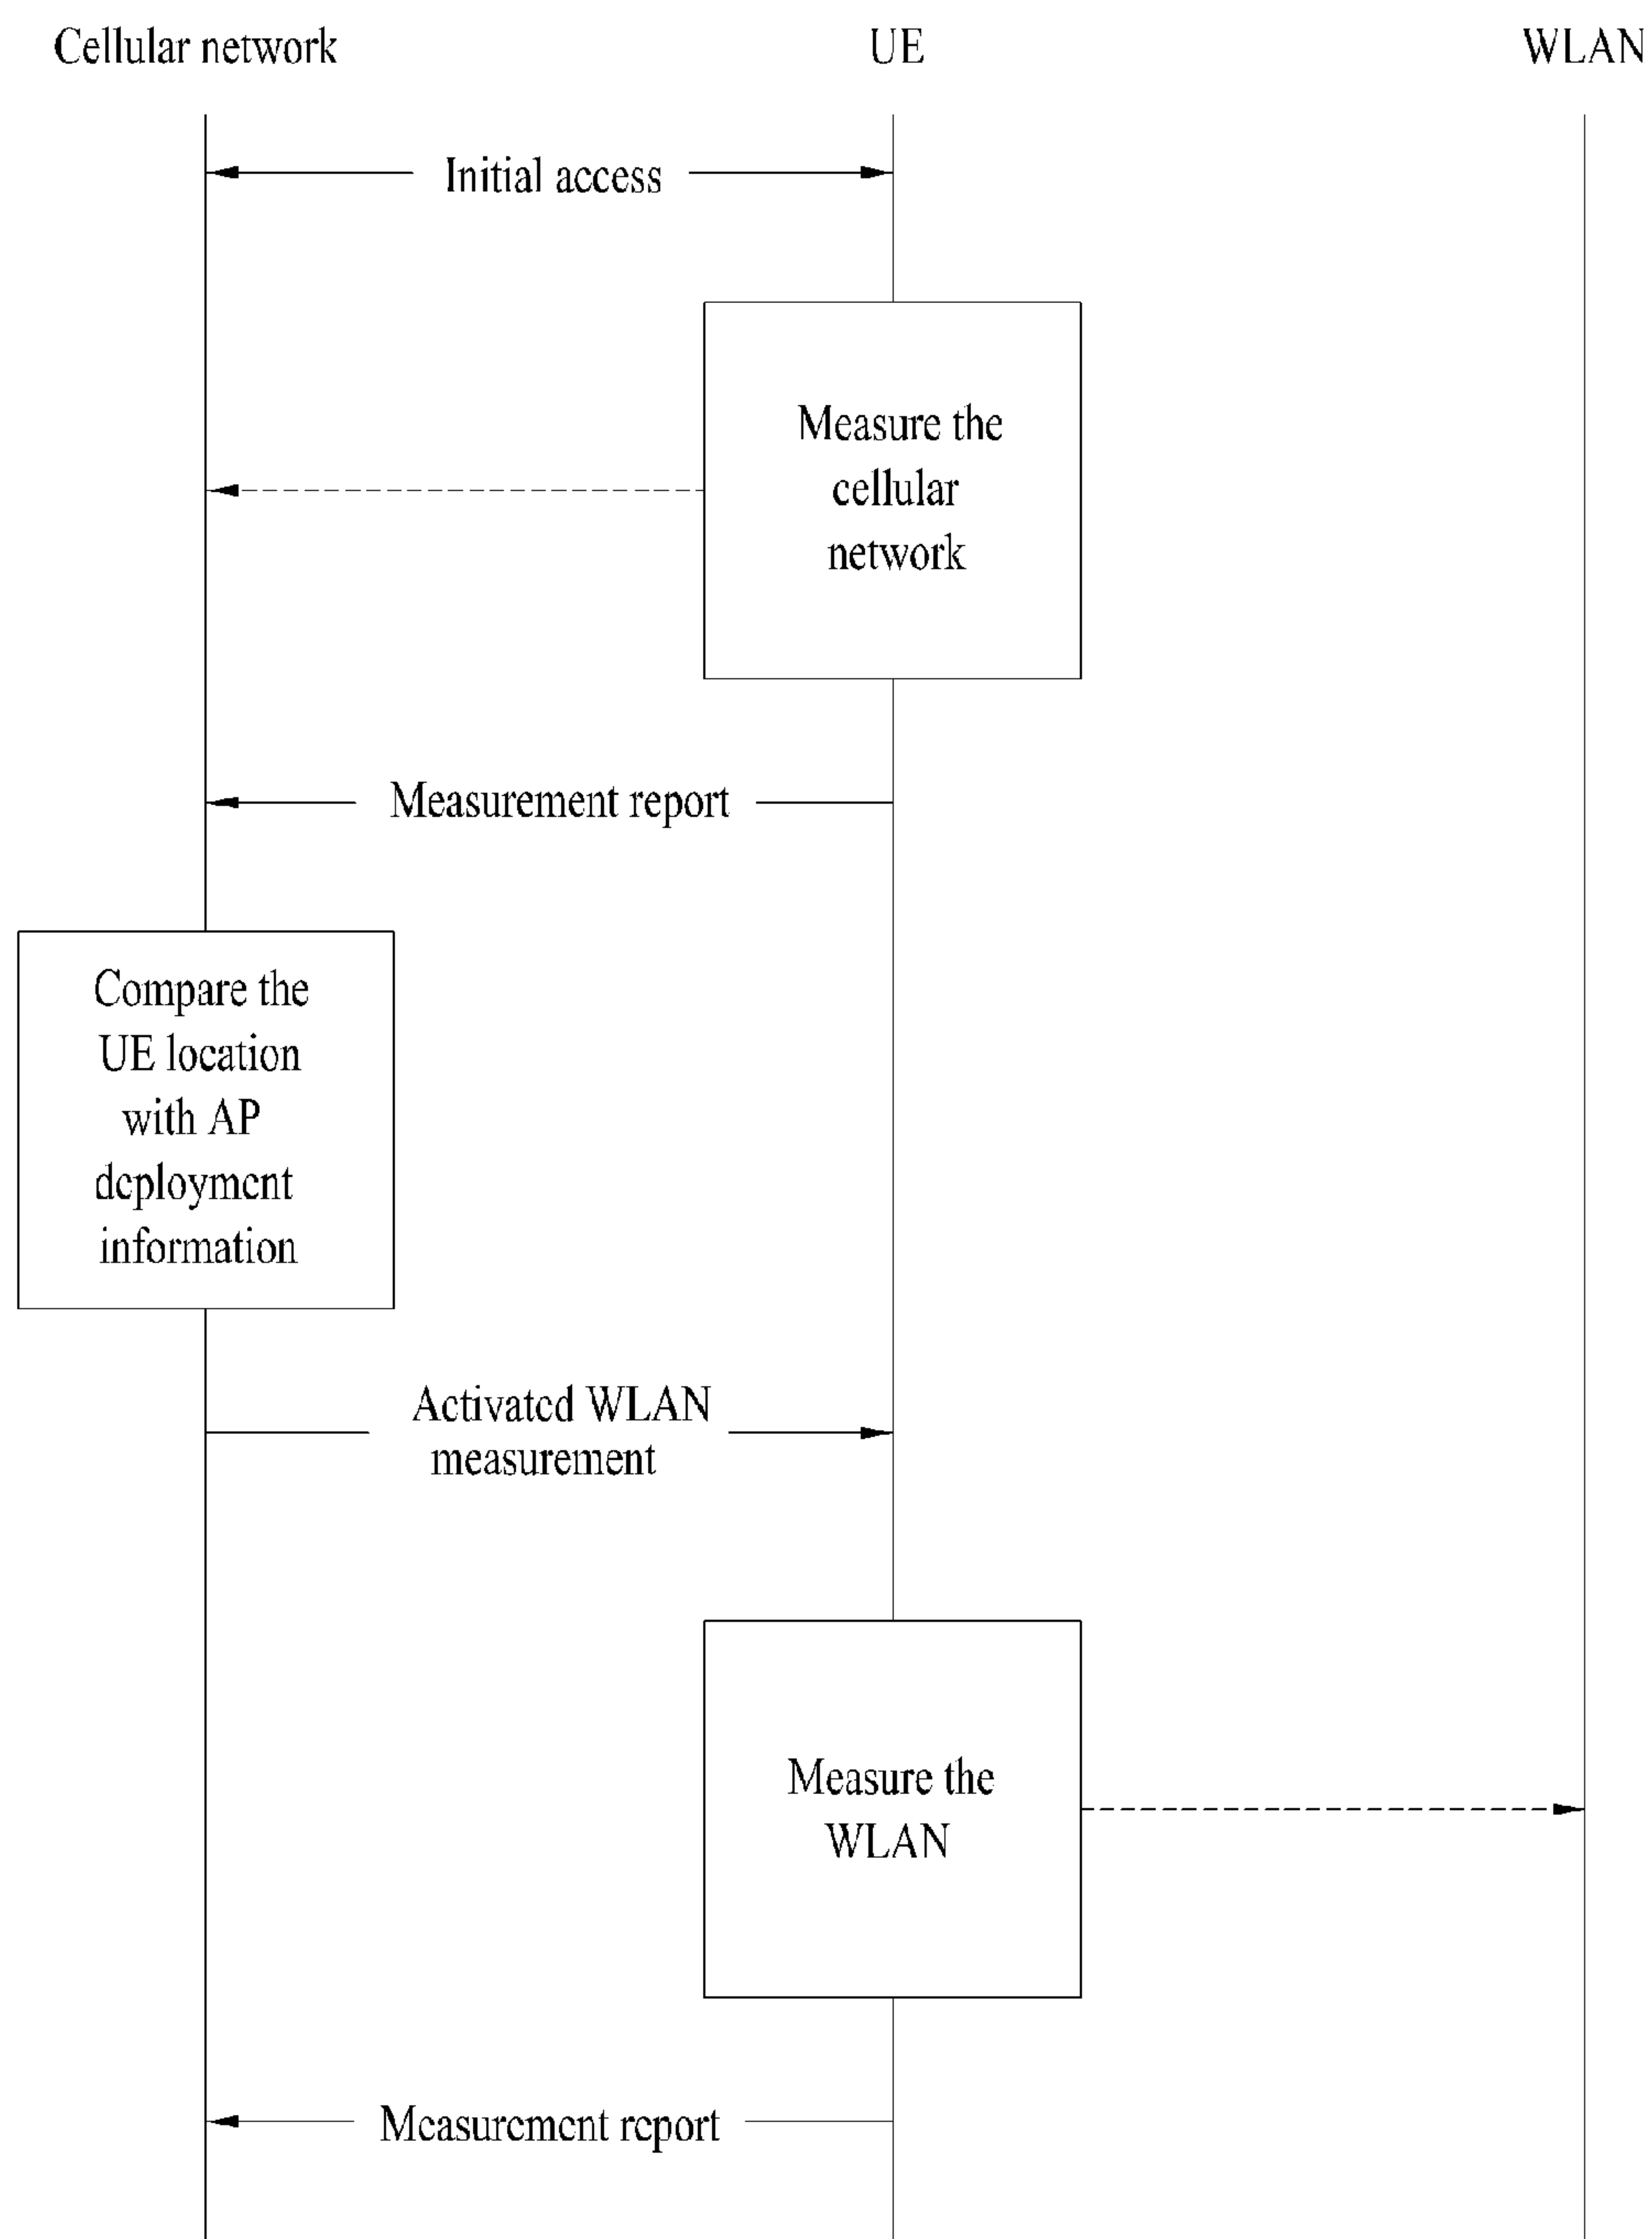 Cellular network
UE
WLAN
Initial access
Measure the
cellular
network
Measurement report
Compare the
UE location
with AP
deployment
information
Activated WLAN
measurement
Measure the
WLAN
Measurement report